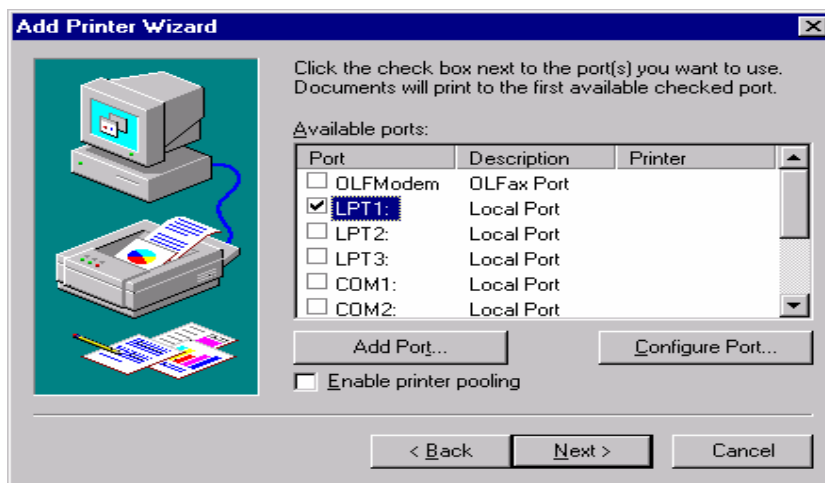 Add Printer Wizard
Click the check box next to the port(s) you want to use.
Documents will print to the first available checked port.
Available ports:
Port Description Printer
OLFModem OLFax Port
LPT1: Local Port
LPT2: Local Port
LPT3: Local Port
COM1: Local Port
COM2: Local Port
Add Port... Configure Port...
Enable printer pooling
< Back Next > Cancel